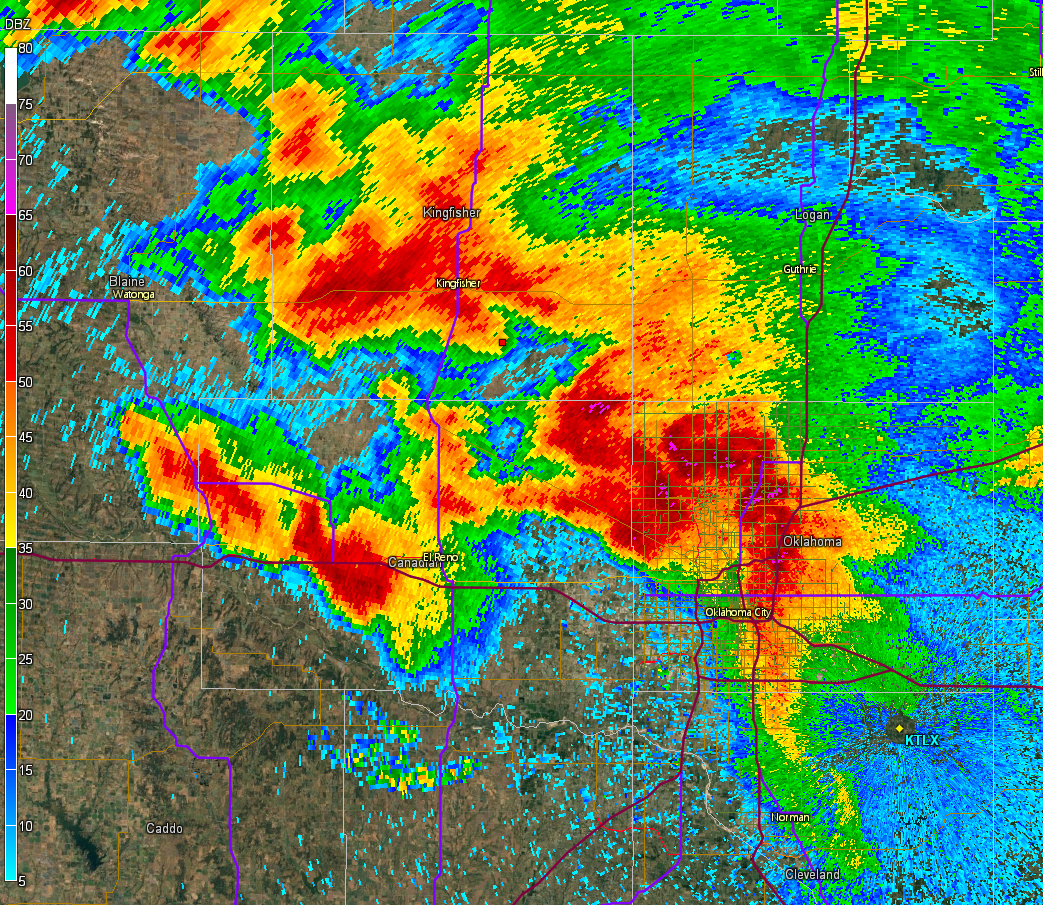 DBZ
80
75
70
65
60
55
50
45
40
35
30
25
20
15
10
5
Still
Kingfisher
Logan
Guthrie
Blaine
Watonga
Kingfisher
Oklahoma
El Reno
Canadian
Oklahoma City
KTLX
Norman
Caddo
Cleveland